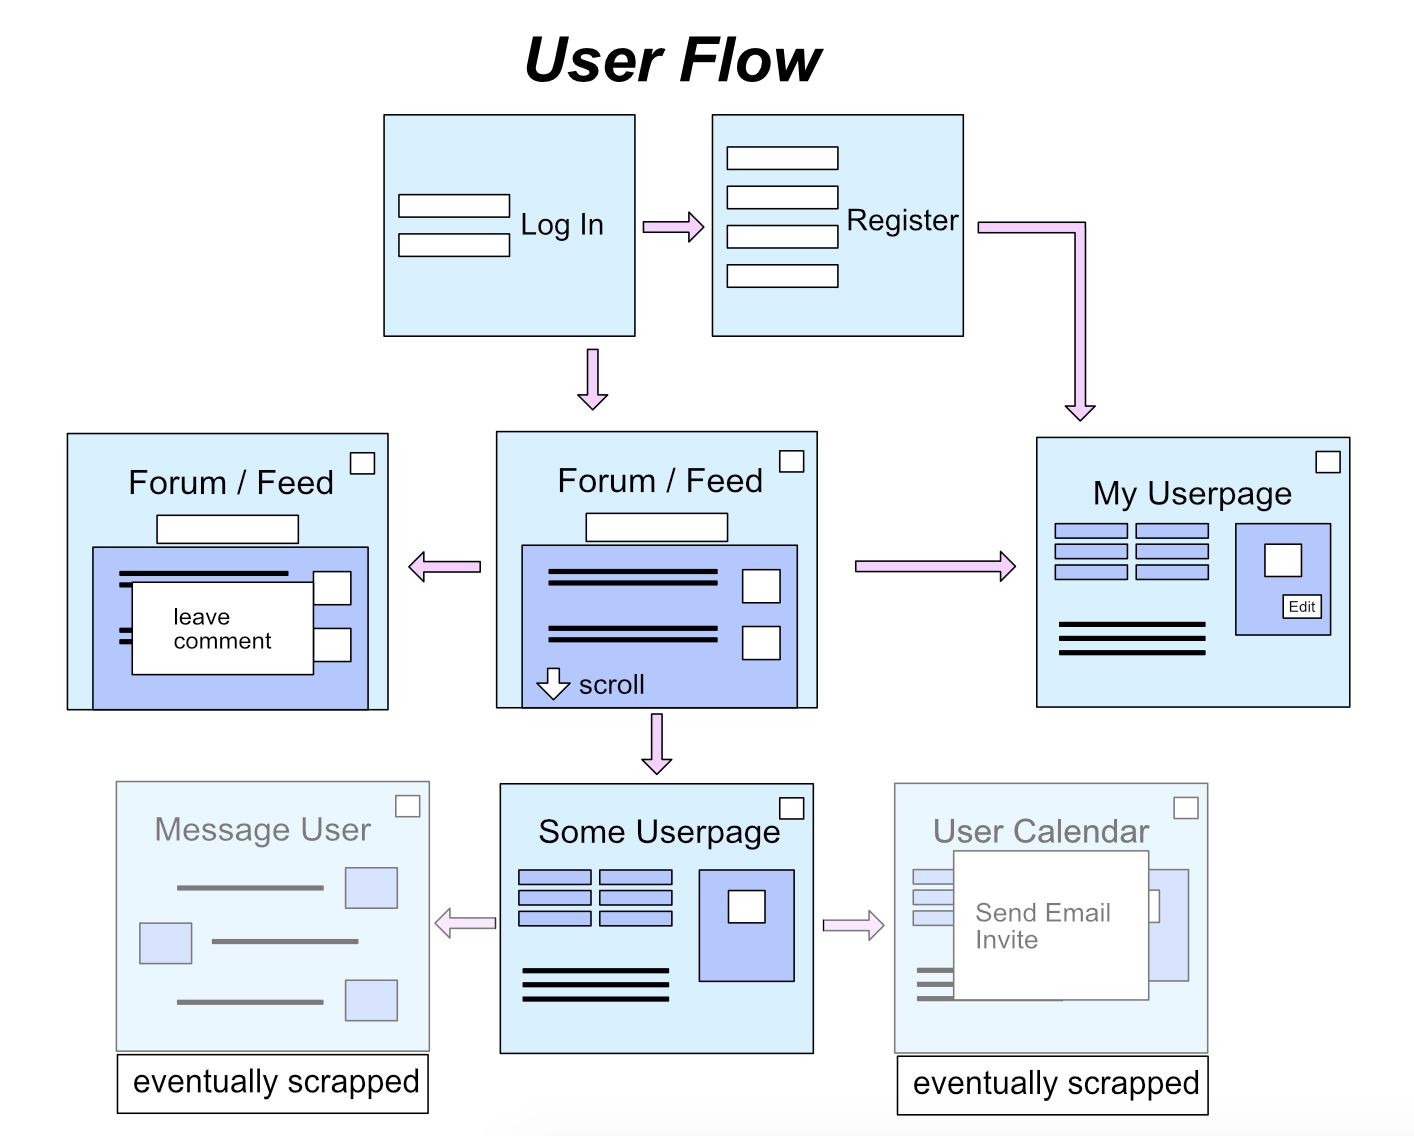 User Flow
Log In
Register
Forum / Feed
leave
comment
Forum / Feed
scroll
My Userpage
Edit
Message User
eventually scrapped
Some Userpage
User Calendar
Send Email
Invite
eventually scrapped